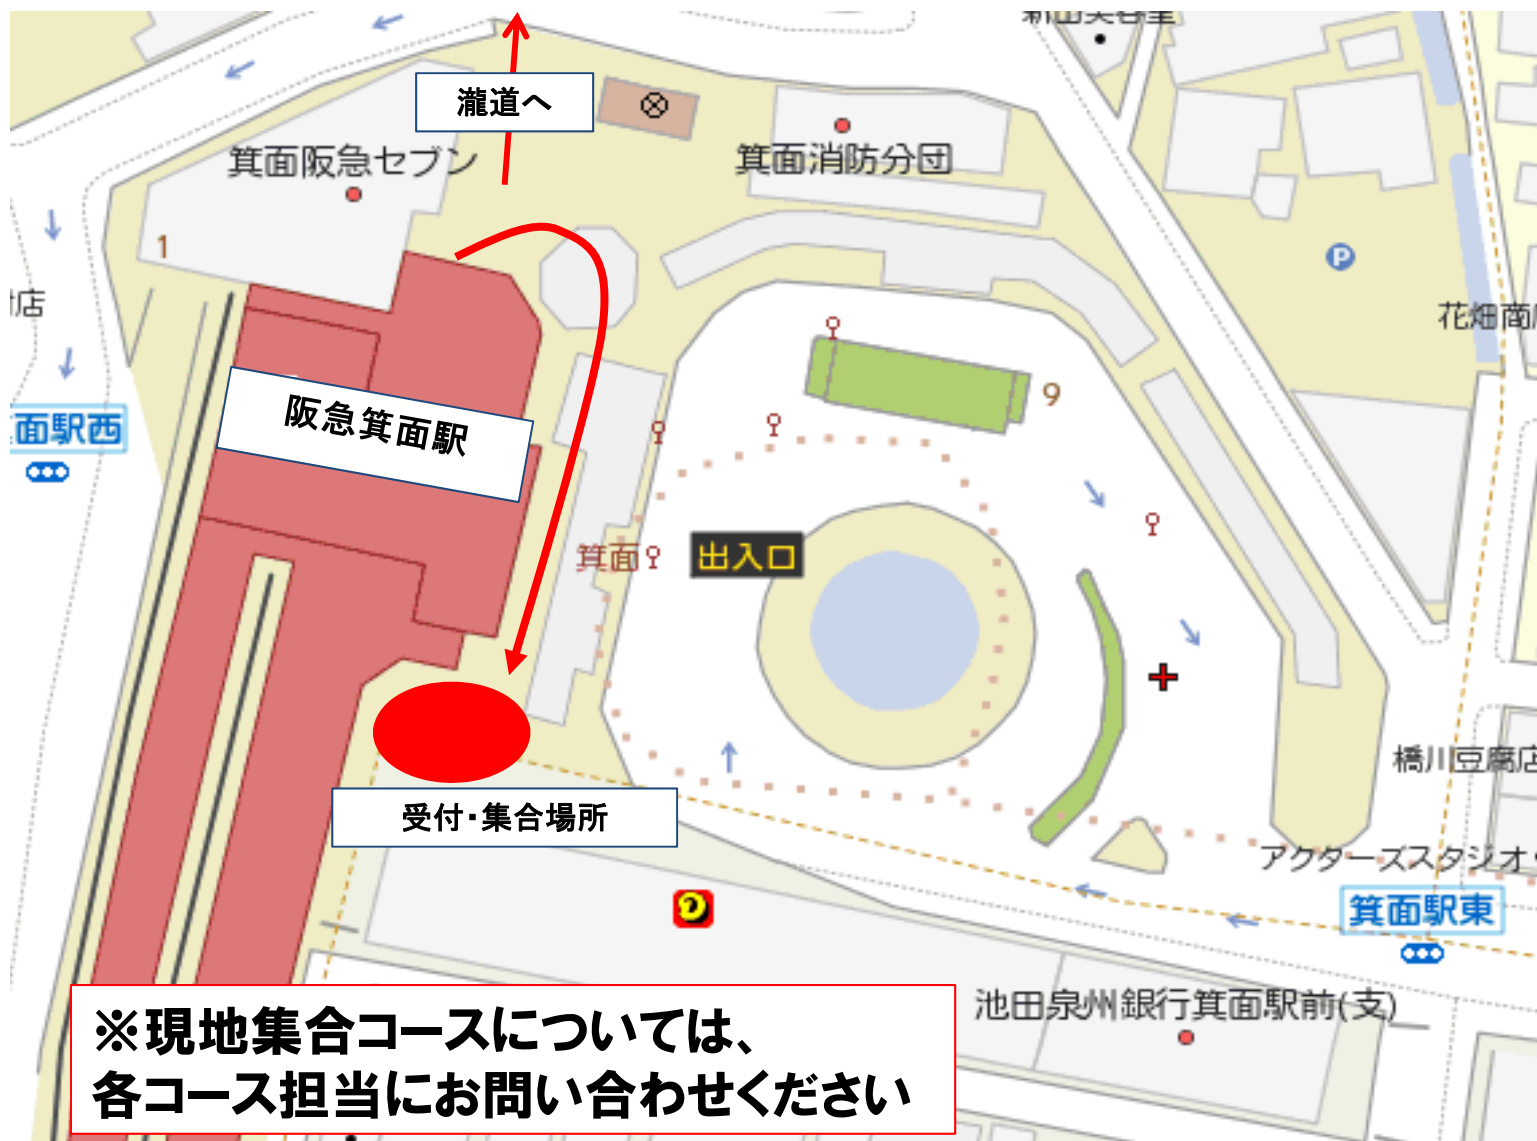 瀧道へ
箕面阪急セブン
箕面消防分団
1
花畑商
店
面駅西
阪急箕面駅
9
箕面
出入口
受付・集合場所
橋川豆腐店
アクターズスタジオ・
箕面駅東
池田泉州銀行箕面駅前(支)
P
※現地集合コースについては、
各コース担当にお問い合わせください